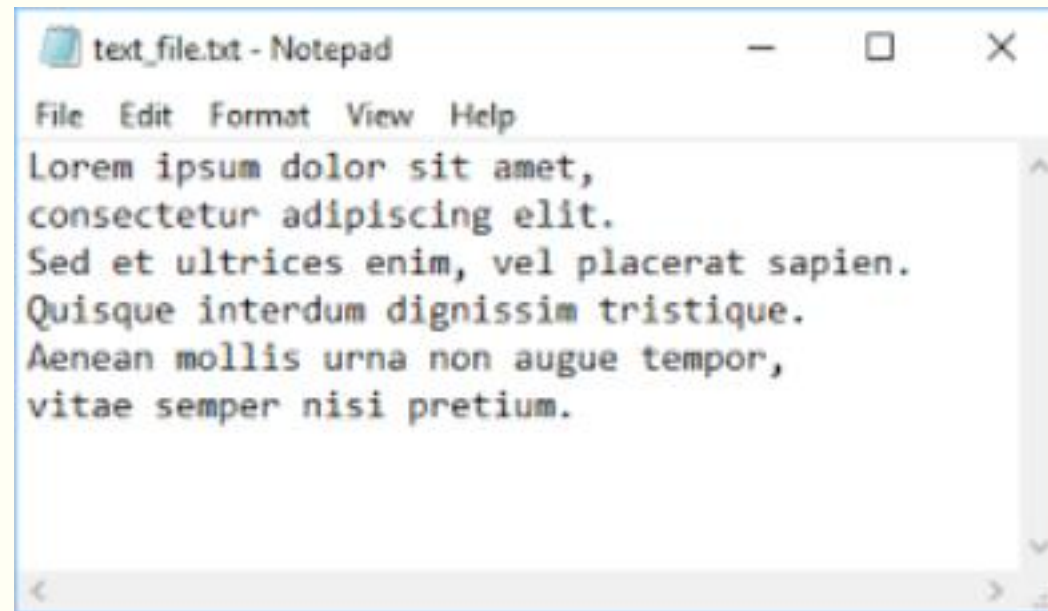 text_file.txt - Notepad
File Edit Format View Help
Lorem ipsum dolor sit amet,
consectetur adipiscing elit.
Sed et ultrices enim, vel placerat sapien.
Quisque interdum dignissim tristique.
Aenean mollis urna non augue tempor,
vitae semper nisi pretium.